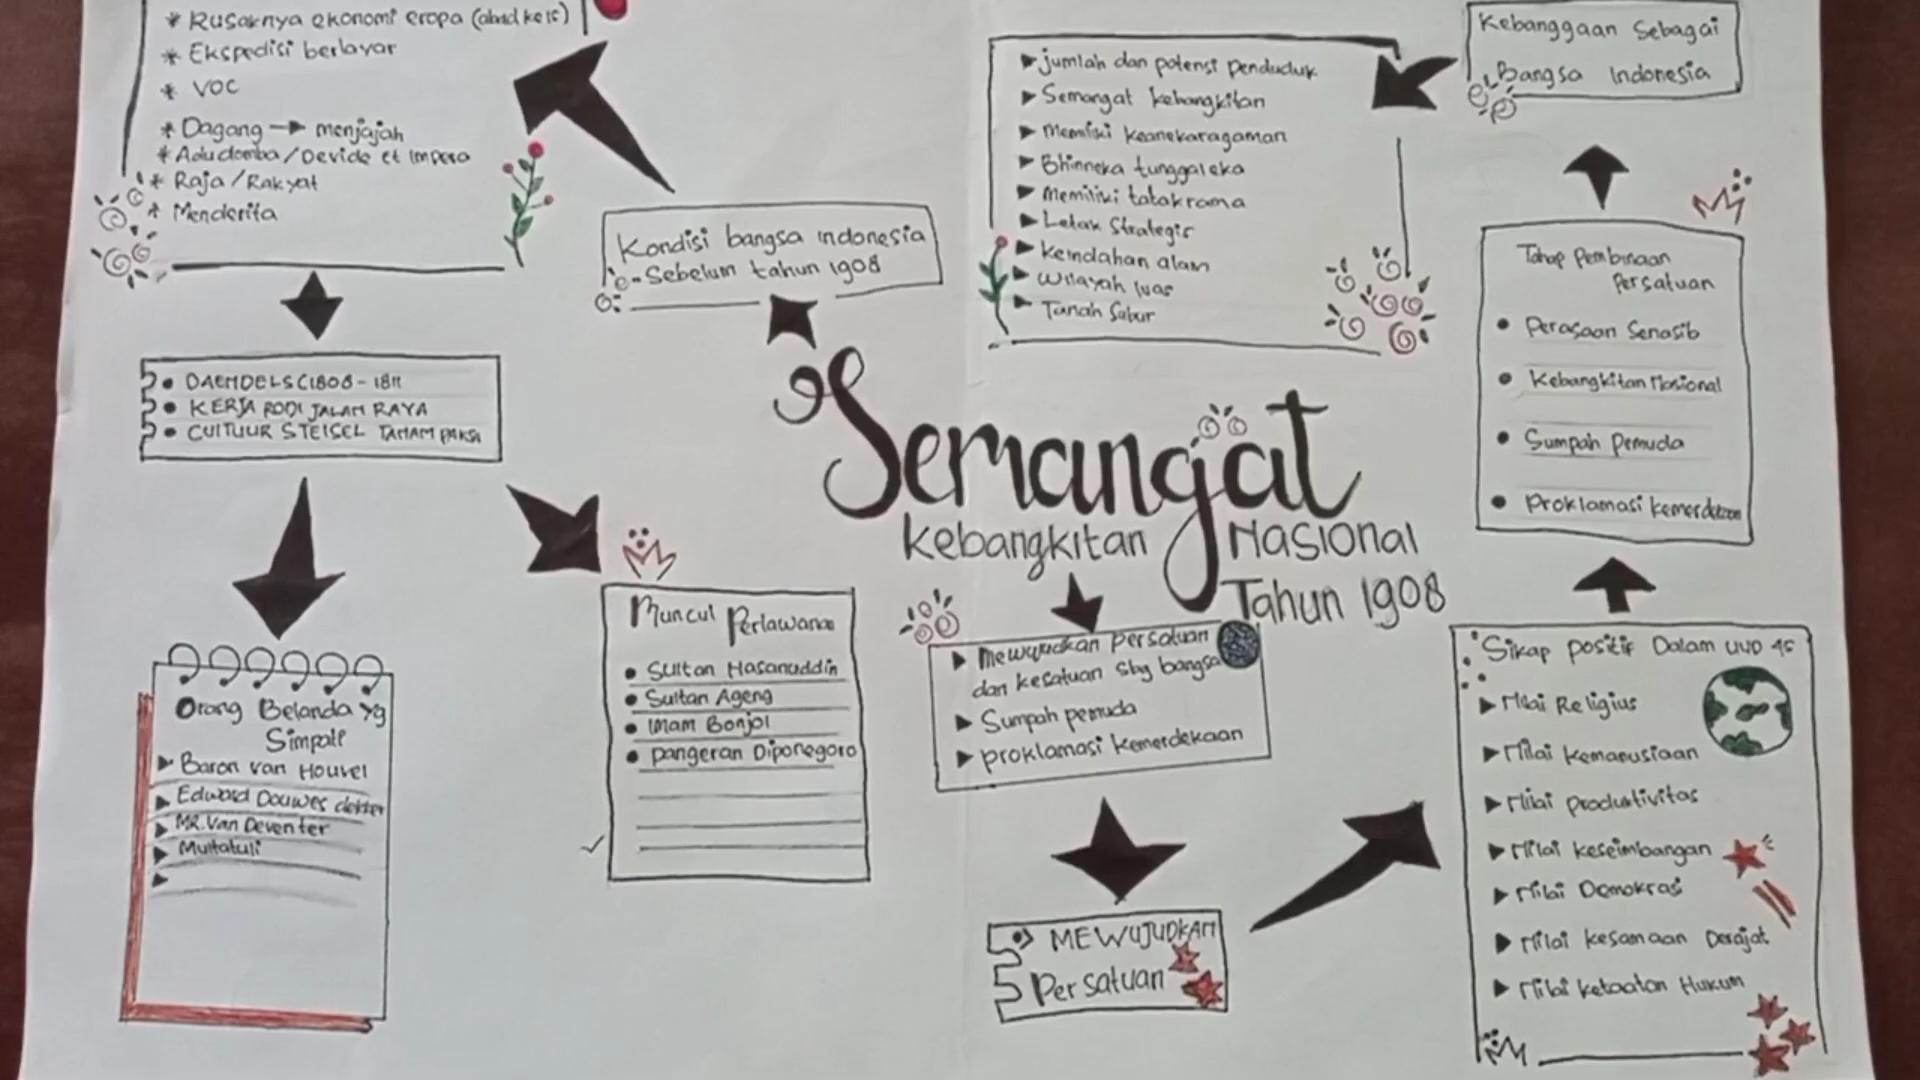 * Rusaknya ekonomi eropa (abad ke 15)
* Ekspedisi berlayar
* VOC
* Dagang → menjajah
* Adu domba / Devide et Impera
* Raja / Rakyat
* Menderita
Kondisi bangsa indonesia
Sebelum tahun 1908
• DAENDELS (1808 - 1811
• KERJA RODI JALAN RAYA
• CULTUUR STELSEL TANAM PAKSA
Orang Belanda yg
Simpati
Baron van Houvel
Edward Douwes dekker
MR. Van Deventer
Multatuli
Muncul Perlawanan
• Sultan Hasanuddin
• Sultan Ageng
• Imam Bonjol
• Pangeran Diponegoro
Semangat
Kebangkitan Nasional
Tahun 1908
Mewujudkan persatuan
dan kesatuan sbg bangsa
Sumpah pemuda
proklamasi kemerdekaan
MEWUJUDKAN
Persatuan
Sikap positif Dalam UUD 45
Nilai Religius
Nilai Kemanusiaan
Nilai produktivitas
Nilai keseimbangan
Nilai Demokrasi
Nilai kesamaan Derajat
Nilai ketaatan Hukum
Tahap pembinaan
Persatuan
• Perasaan Senasib
• Kebangkitan Nasional
• Sumpah Pemuda
• Proklamasi kemerdekaan
Kebanggaan Sebagai
Bangsa Indonesia
jumlah dan potensi penduduk
Semangat kebangkitan
Memiliki keanekaragaman
Bhinneka tunggal eka
Memiliki tatakrama
Letak Strategis
keindahan alam
Wilayah luas
Tanah Subur